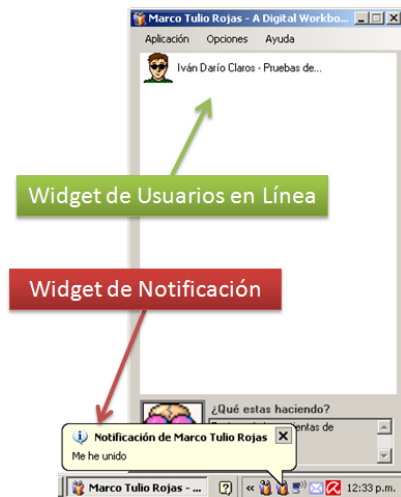 Marco Tulio Rojas - A Digital Workbo...
Aplicación Opciones Ayuda
Iván Darío Claros - Pruebas de...
Widget de Usuarios en Línea
Widget de Notificación
¿Qué estas haciendo?
Notificación de Marco Tulio Rojas
Me he unido
Marco Tulio Rojas - ...
12:33 p.m.